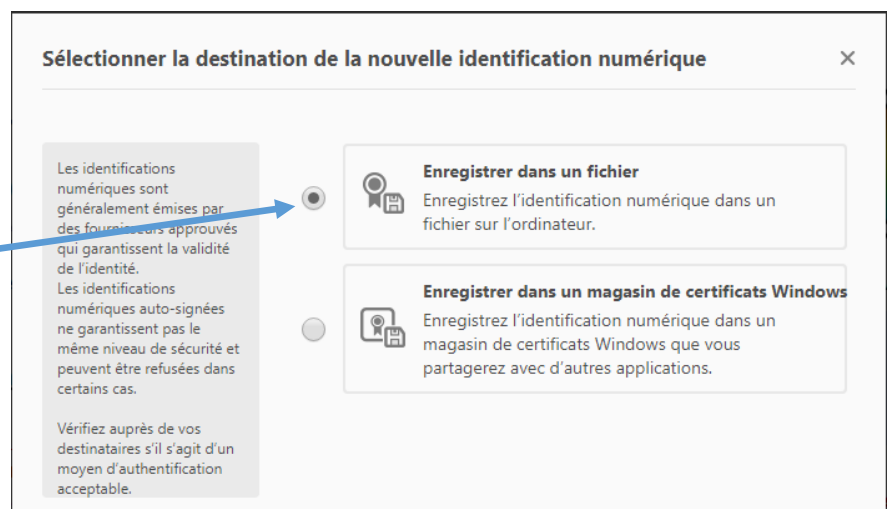 Sélectionner la destination de la nouvelle identification numérique
Les identifications
numériques sont
généralement émises par
des fournisseurs approuvés
qui garantissent la validité
de l'identité.
Les identifications
numériques auto-signées
ne garantissent pas le
même niveau de sécurité et
peuvent être refusées dans
certains cas.
Vérifiez auprès de vos
destinataires s'il s'agit d'un
moyen d'authentification
acceptable.
Enregistrer dans un fichier
Enregistrez l'identification numérique dans un
fichier sur l'ordinateur.
Enregistrer dans un magasin de certificats Windows
Enregistrez l'identification numérique dans un
magasin de certificats Windows que vous
partagerez avec d'autres applications.